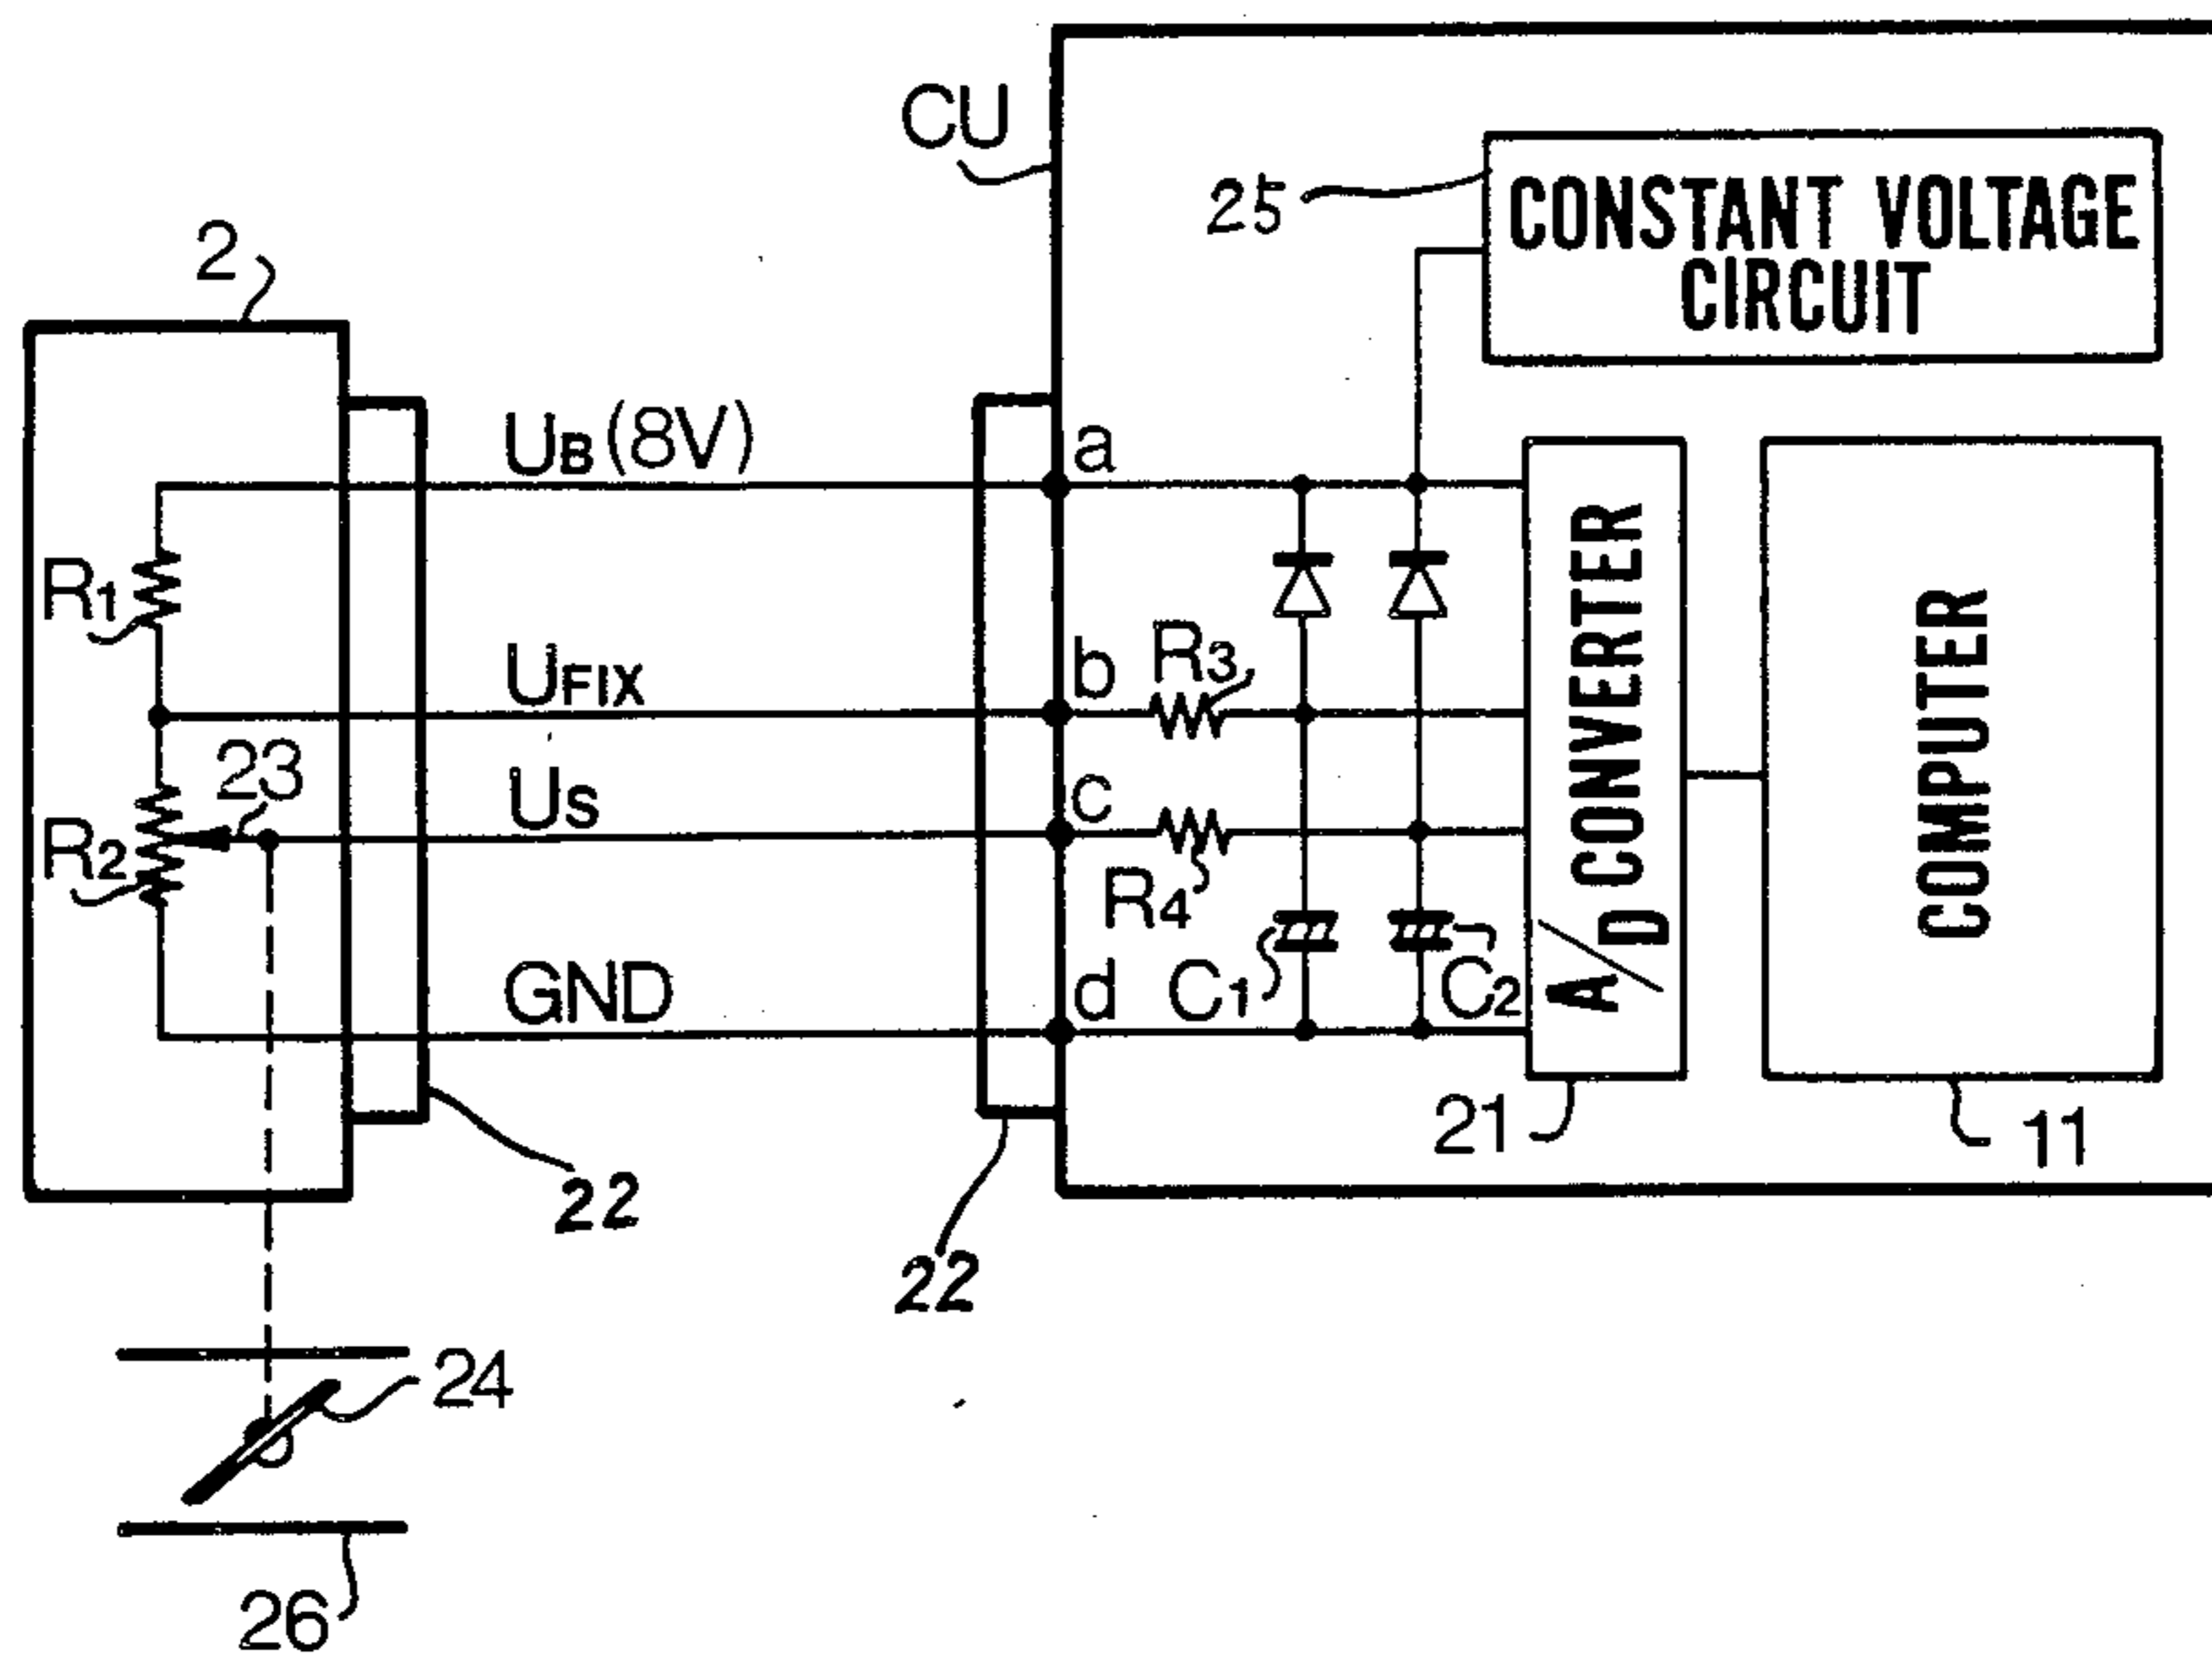 CU
25
CONSTANT VOLTAGE
CIRCUIT
2
UB (8V)
a
R1
UFIX
b
R3
23
US
c
R2
R4
GND
d
C1
C2
A/D CONVERTER
COMPUTER
21
11
22
22
24
26